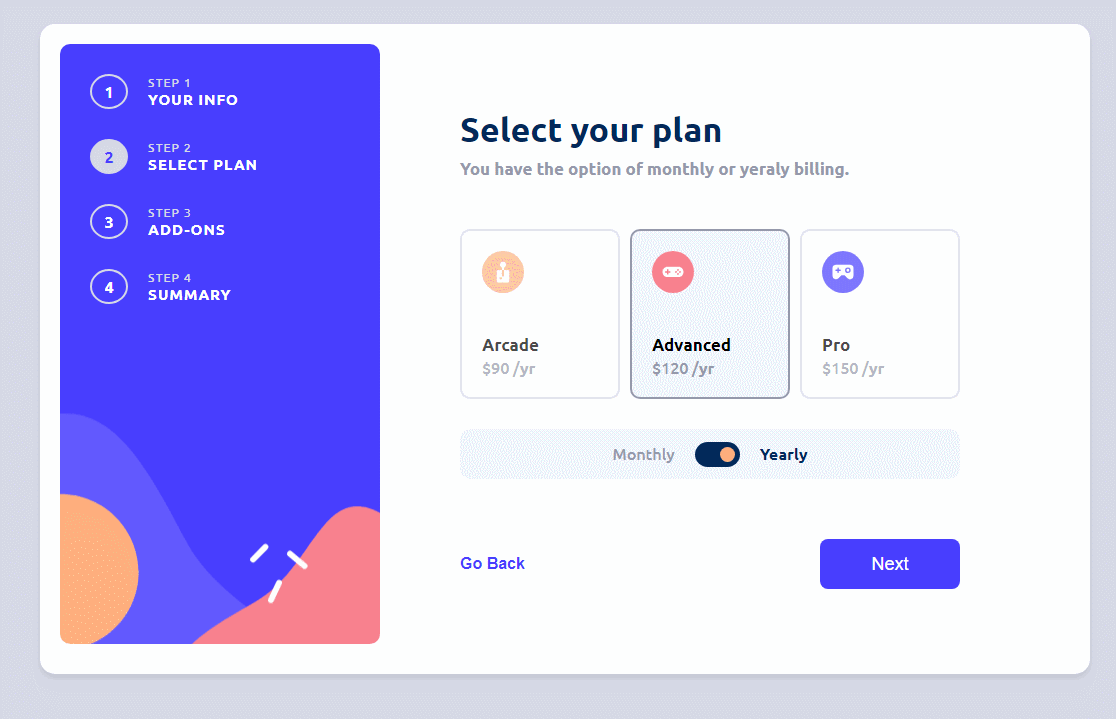 1
STEP 1
YOUR INFO
2
STEP 2
SELECT PLAN
3
STEP 3
ADD-ONS
4
STEP 4
SUMMARY
Select your plan
You have the option of monthly or yeraly billing.
Arcade
$90 /yr
Advanced
$120 /yr
Pro
$150 /yr
Monthly Yearly
Go Back
Next